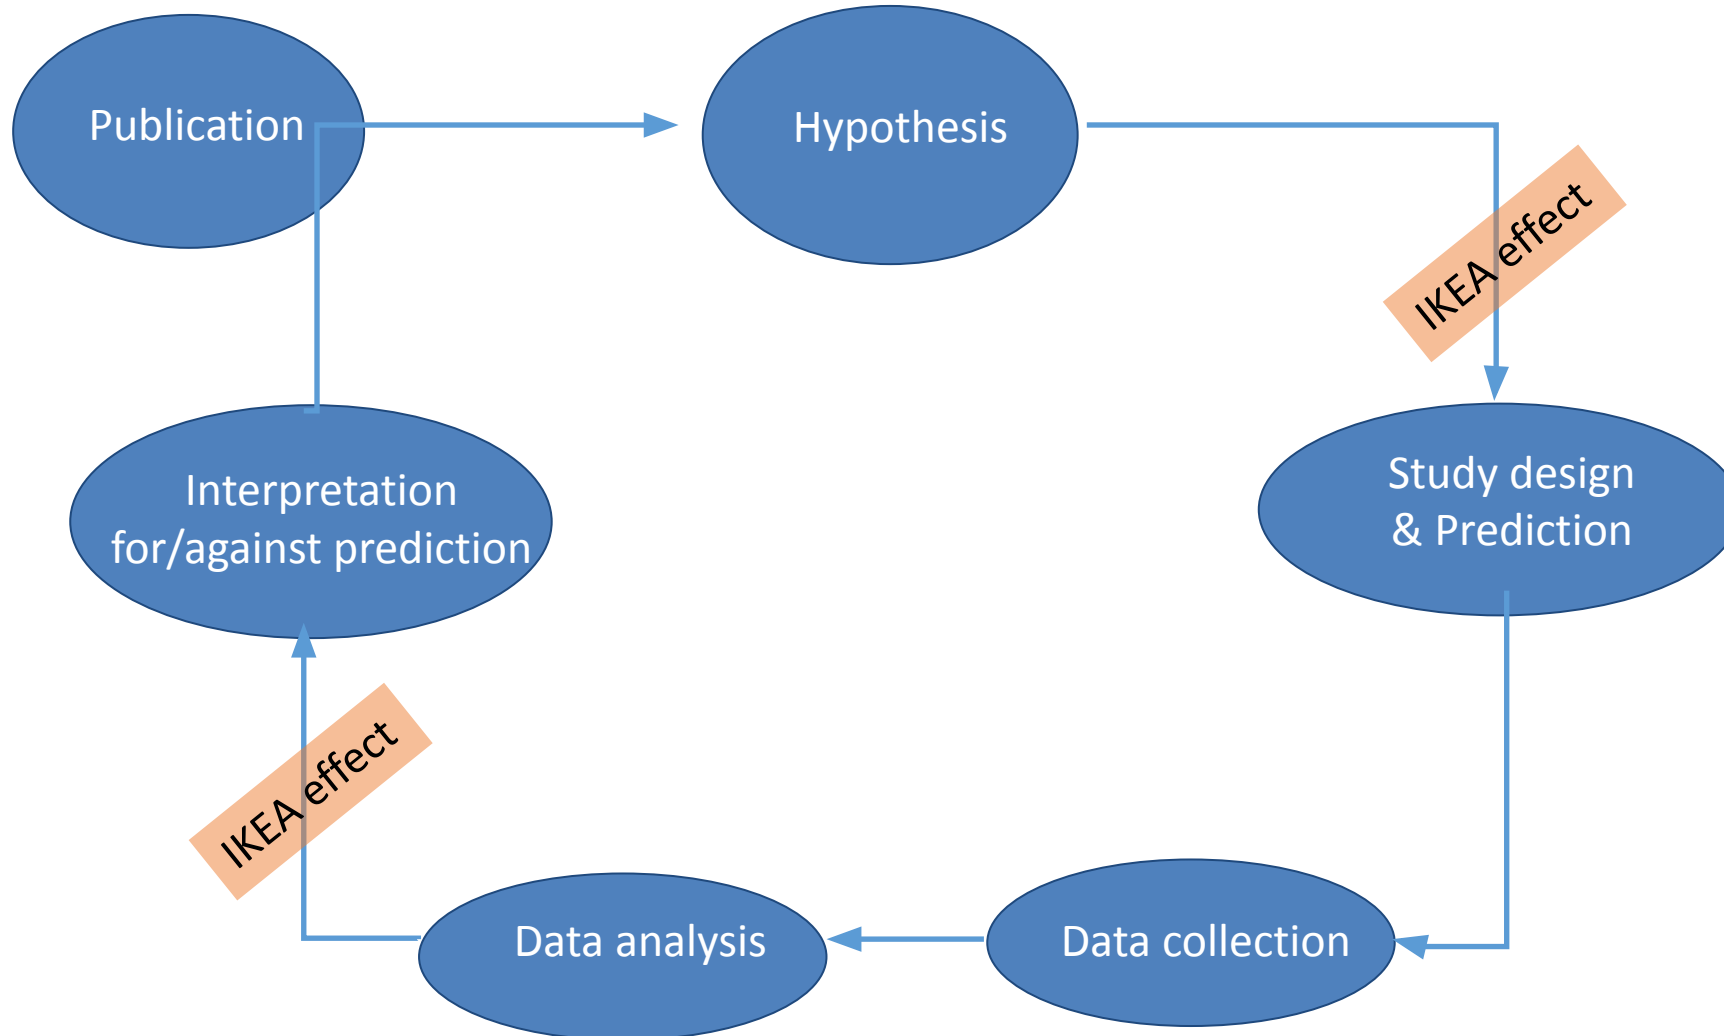 Publication
Hypothesis
IKEA effect
Study design
& Prediction
Interpretation
for/against prediction
IKEA effect
Data analysis
Data collection